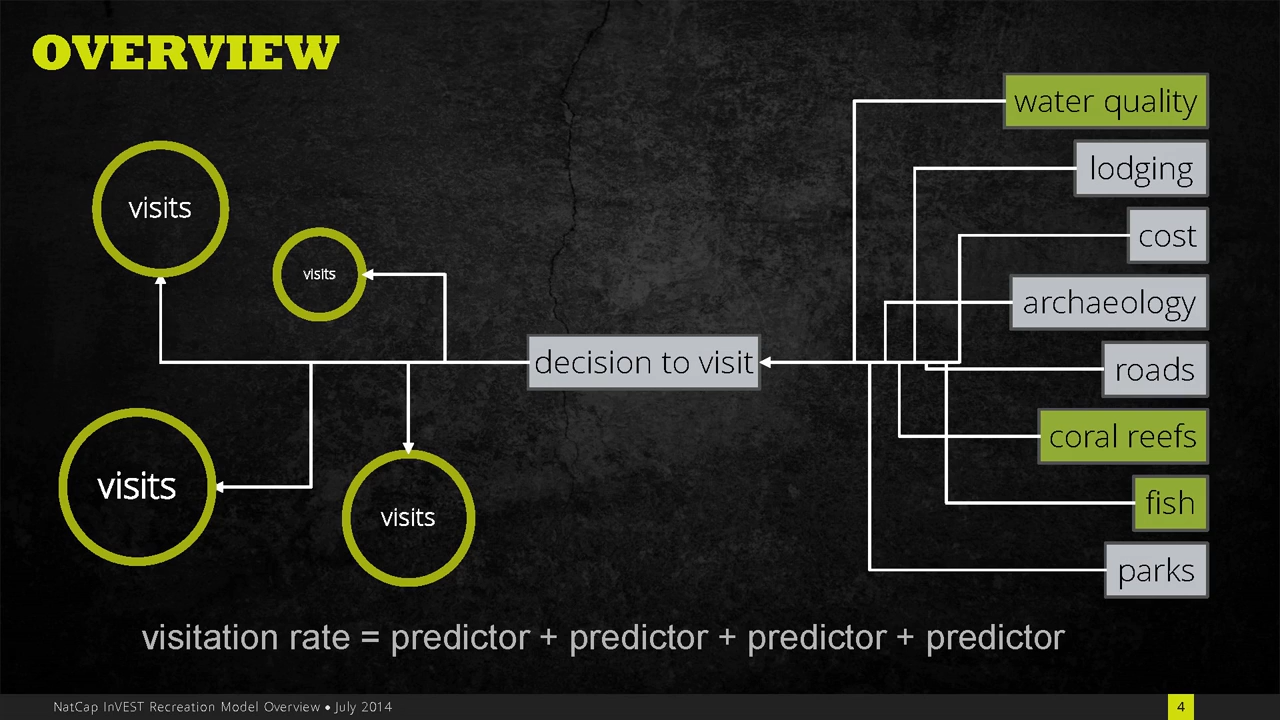 OVERVIEW
visits
visits
visits
visits
decision to visit
water quality
lodging
cost
archaeology
roads
coral reefs
fish
parks
visitation rate = predictor + predictor + predictor + predictor
NatCap InVEST Recreation Model Overview ● July 2014
4